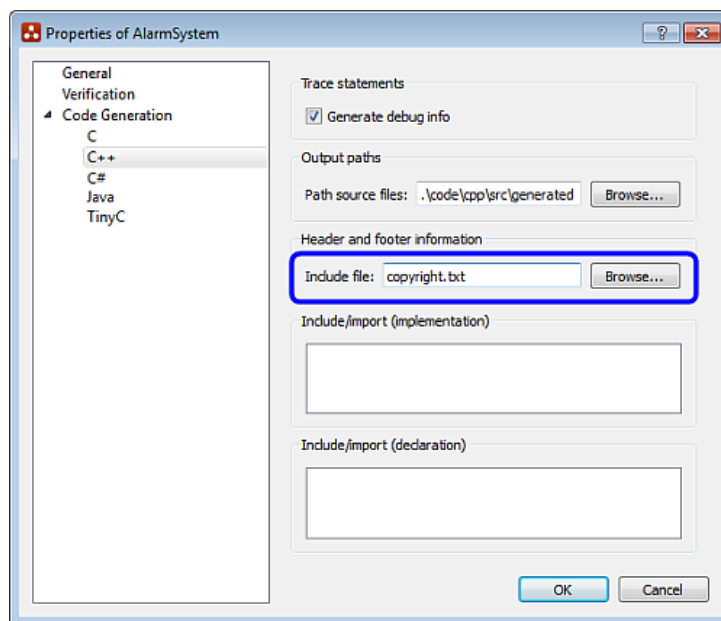 Properties of AlarmSystem
General
Verification
Code Generation
C
C++
C#
Java
TinyC
Trace statements
Generate debug info
Output paths
Path source files: .\code\cpp\src\generated Browse...
Header and footer information
Include file: copyright.txt Browse...
Include/import (implementation)
Include/import (declaration)
OK Cancel